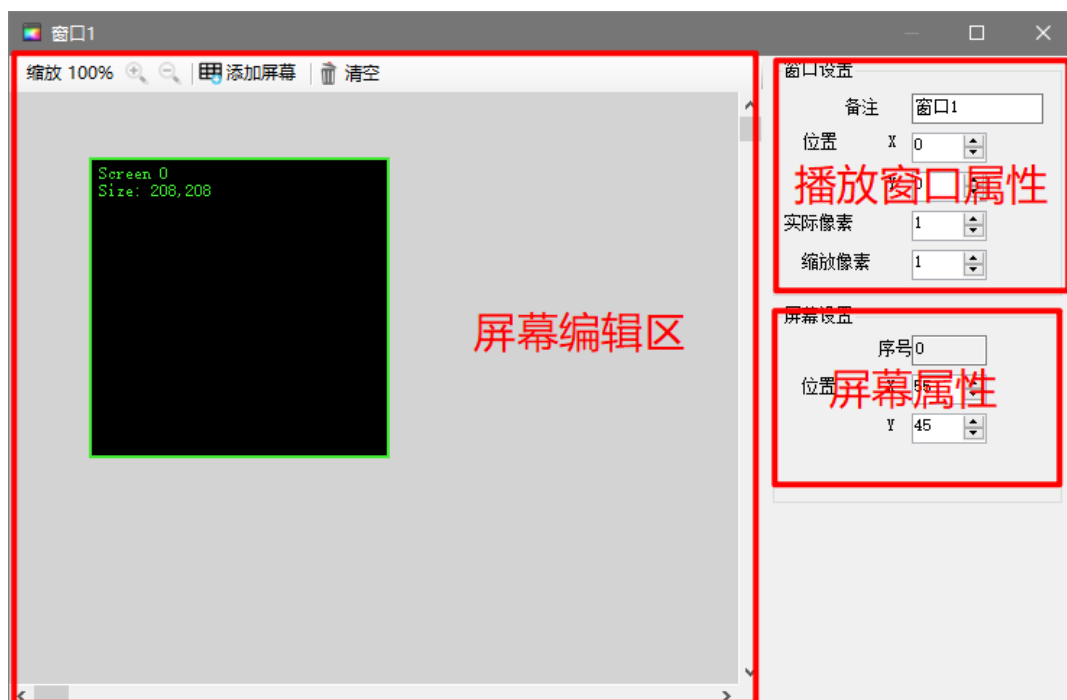 窗口1
缩放 100% 添加屏幕 清空
Screen 0
Size: 208,208
屏幕编辑区
窗口设置
备注 窗口1
位置 X 0
Y 0
播放窗口属性
实际像素 1
缩放像素 1
屏幕设置
序号 0
位置 X 55
屏幕属性
Y 45